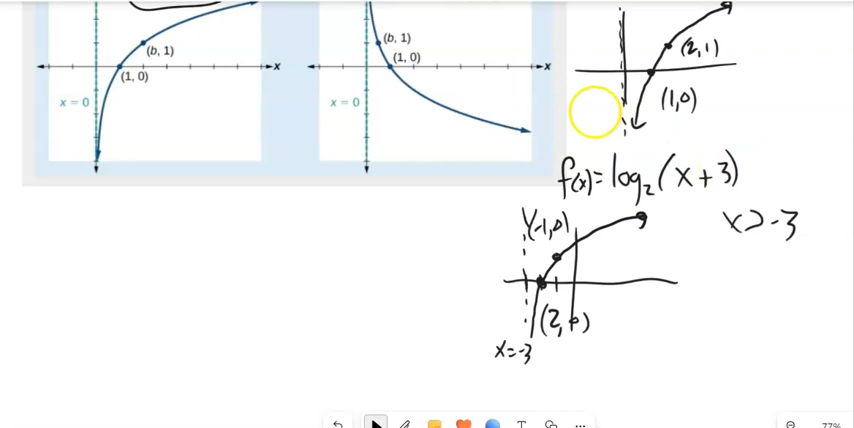 (b, 1)
(1, 0)
x
x = 0
(b, 1)
(1, 0)
x
x = 0
(2,1)
(1,0)
f(x)=log₂(x+3)
(-1,0)
x>-3
(2, 0)
x=-3
77%